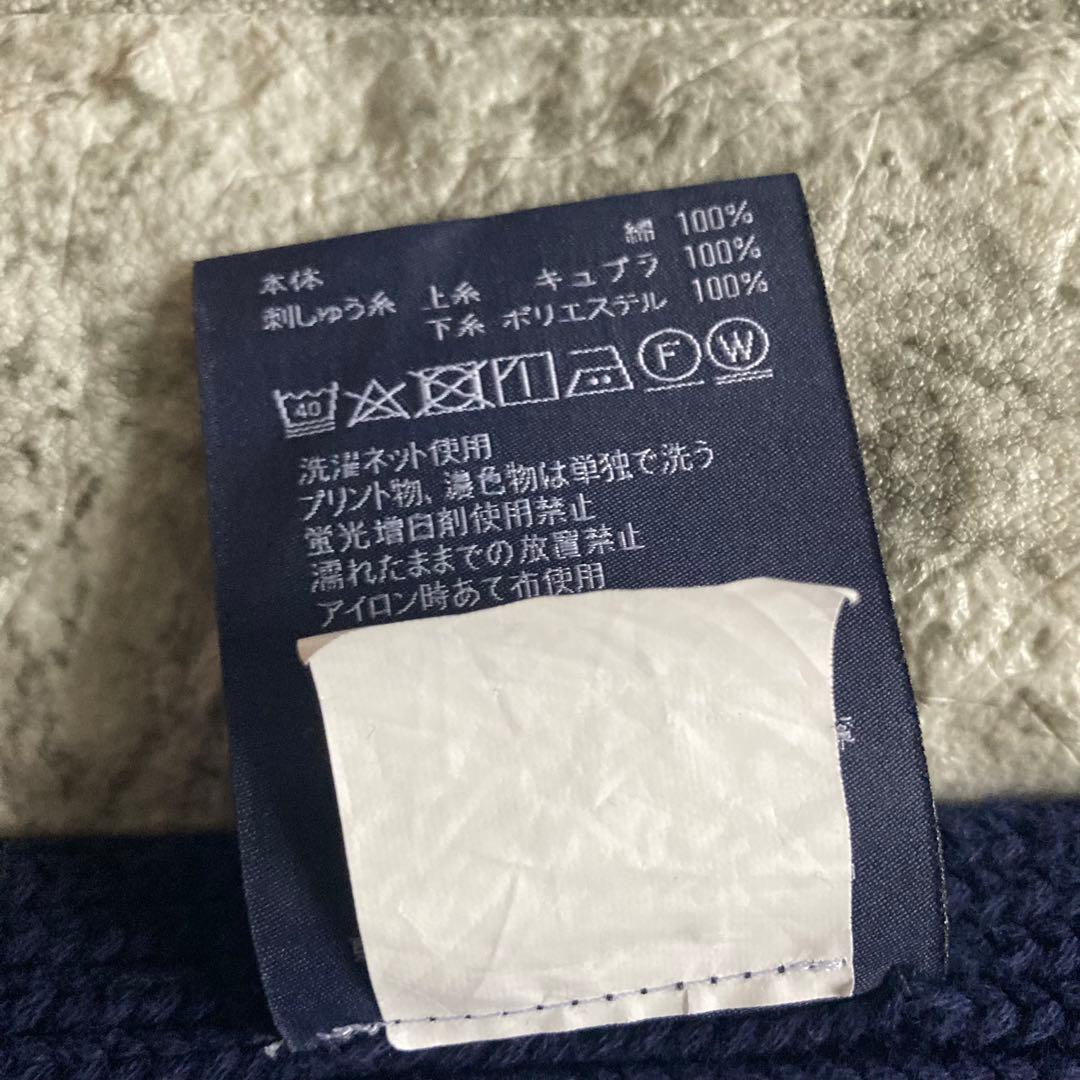 本体 綿 100%
刺しゅう糸 上糸 キュプラ 100%
下糸 ポリエステル 100%
40 F W
洗濯ネット使用
プリント物、濃色物は単独で洗う
蛍光増白剤使用禁止
濡れたままでの放置禁止
アイロン時あて布使用